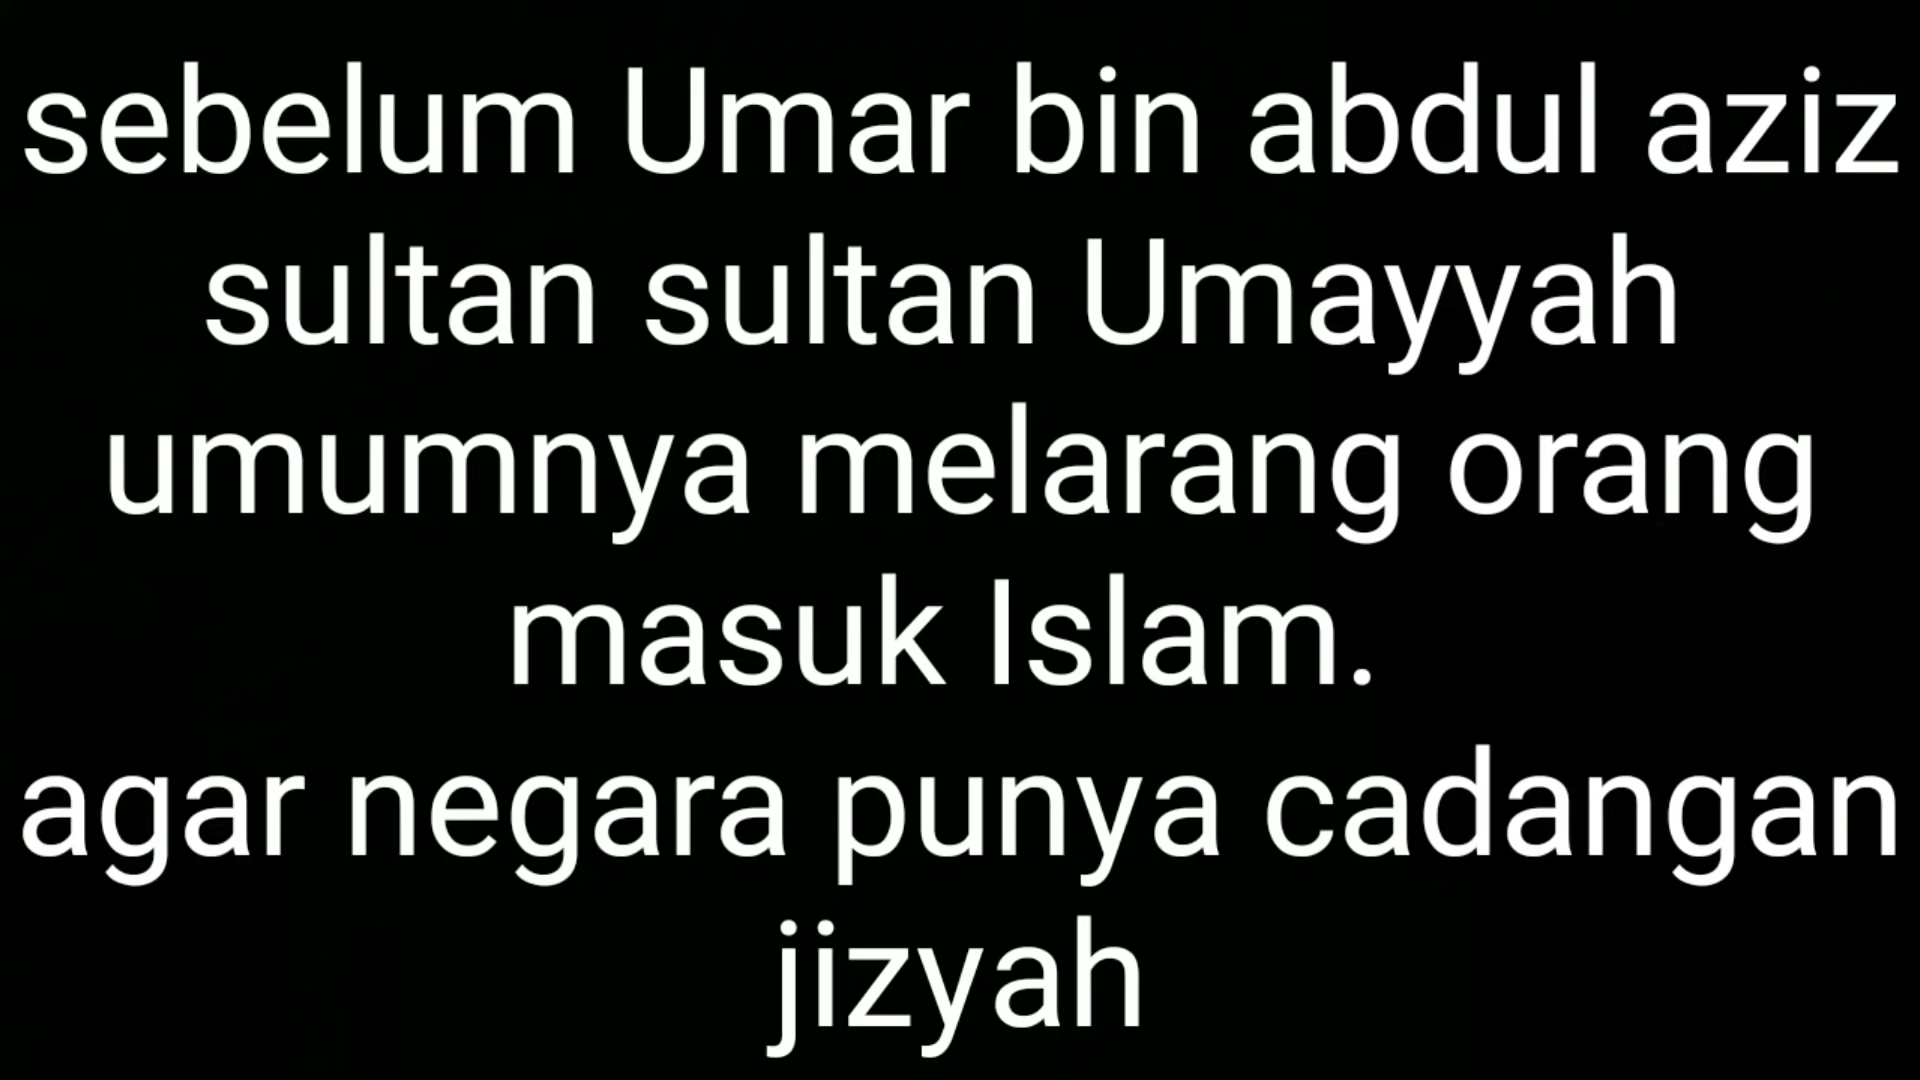 sebelum Umar bin abdul aziz
sultan sultan Umayyah
umumnya melarang orang
masuk Islam.
agar negara punya cadangan
jizyah